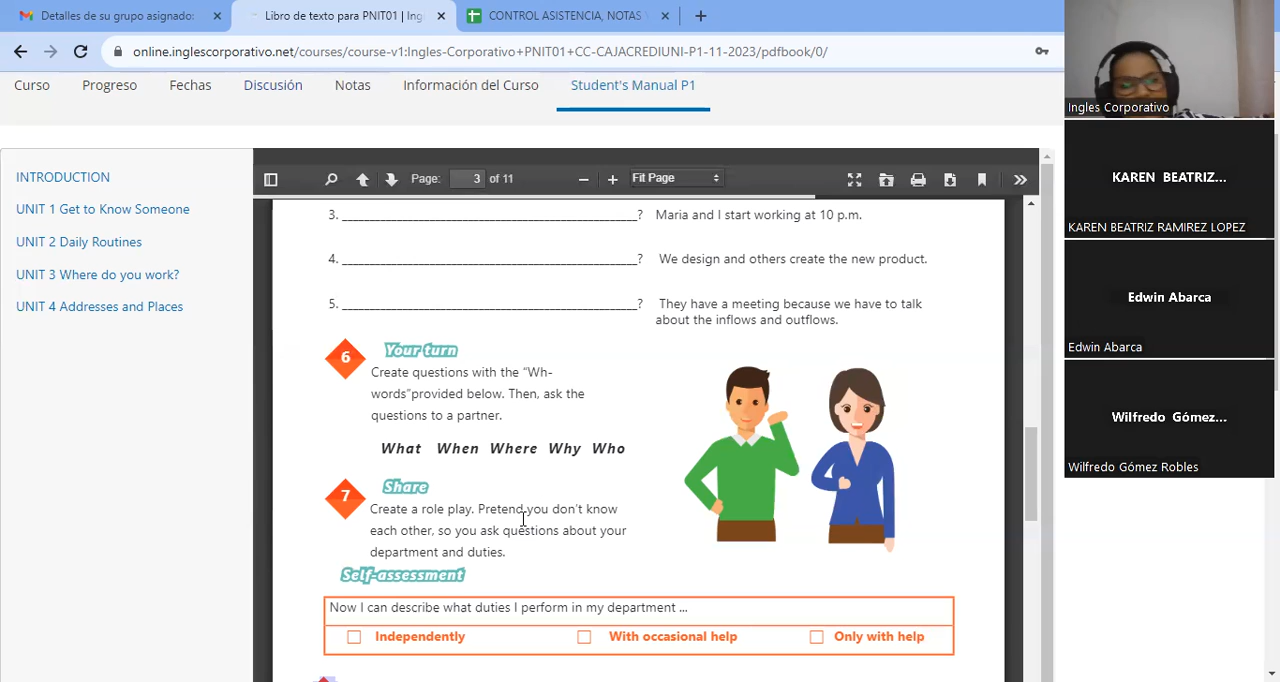 Detalles de su grupo asignado:
Libro de texto para PNIT01 | Ing
CONTROL ASISTENCIA, NOTAS
online.inglescorporativo.net/courses/course-v1:Ingles-Corporativo+PNIT01+CC-CAJACREDIUNI-P1-11-2023/pdfbook/0/
Curso Progreso Fechas Discusión Notas Información del Curso Student's Manual P1
INTRODUCTION
UNIT 1 Get to Know Someone
UNIT 2 Daily Routines
UNIT 3 Where do you work?
UNIT 4 Addresses and Places
Page: 3 of 11 Fit Page
3. ? Maria and I start working at 10 p.m.
4. ? We design and others create the new product.
5. ? They have a meeting because we have to talk
about the inflows and outflows.
6 Your turn
Create questions with the “Wh-
words”provided below. Then, ask the
questions to a partner.
What When Where Why Who
7 Share
Create a role play. Pretend you don't know
each other, so you ask questions about your
department and duties.
Self-assessment
Now I can describe what duties I perform in my department ...
Independently With occasional help Only with help
Ingles Corporativo
KAREN BEATRIZ...
KAREN BEATRIZ RAMIREZ LOPEZ
Edwin Abarca
Edwin Abarca
Wilfredo Gómez...
Wilfredo Gómez Robles